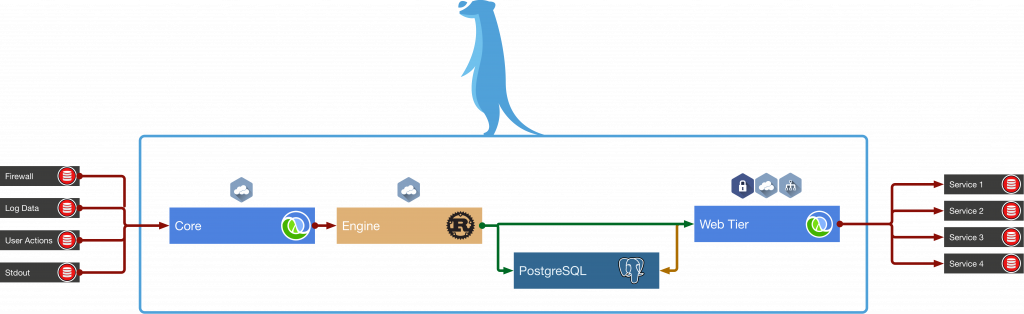 Firewall
Log Data
User Actions
Stdout
Core
Engine
R
PostgreSQL
Web Tier
Service 1
Service 2
Service 3
Service 4